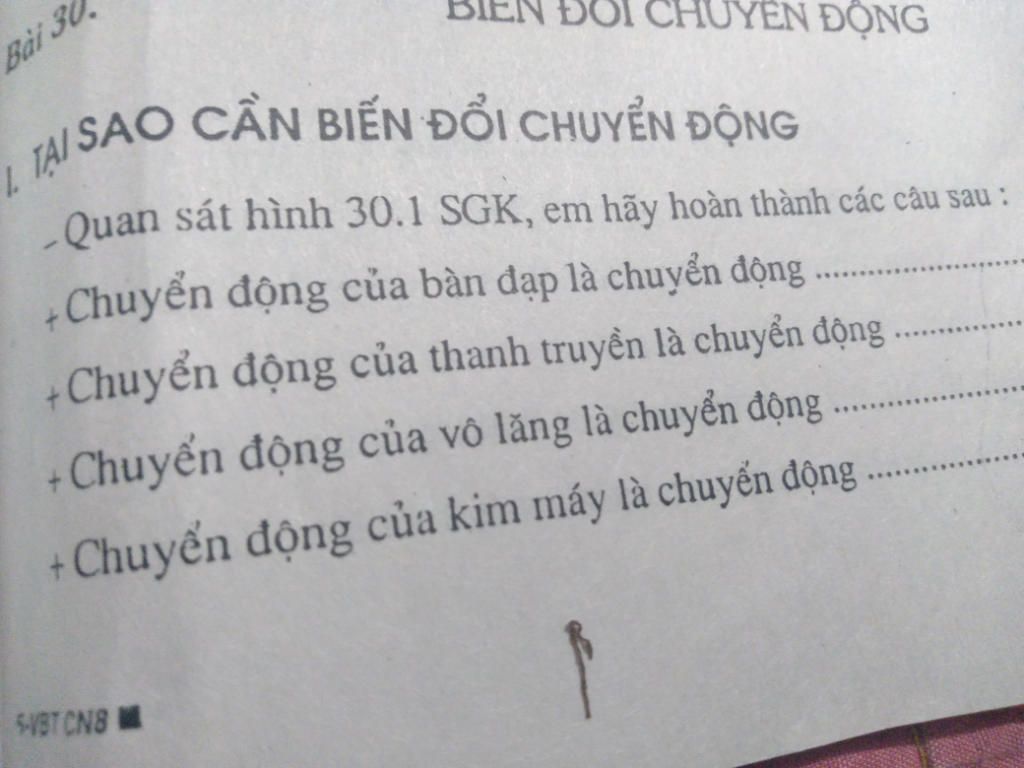 Bài 30.
BIẾN ĐỔI CHUYỂN ĐỘNG
I. TẠI SAO CẦN BIẾN ĐỔI CHUYỂN ĐỘNG
- Quan sát hình 30.1 SGK, em hãy hoàn thành các câu sau :
+ Chuyển động của bàn đạp là chuyển động ....................
+ Chuyển động của thanh truyền là chuyển động .............
+ Chuyển động của vô lăng là chuyển động ..................
+ Chuyển động của kim máy là chuyển động ................
5-VBT CN8